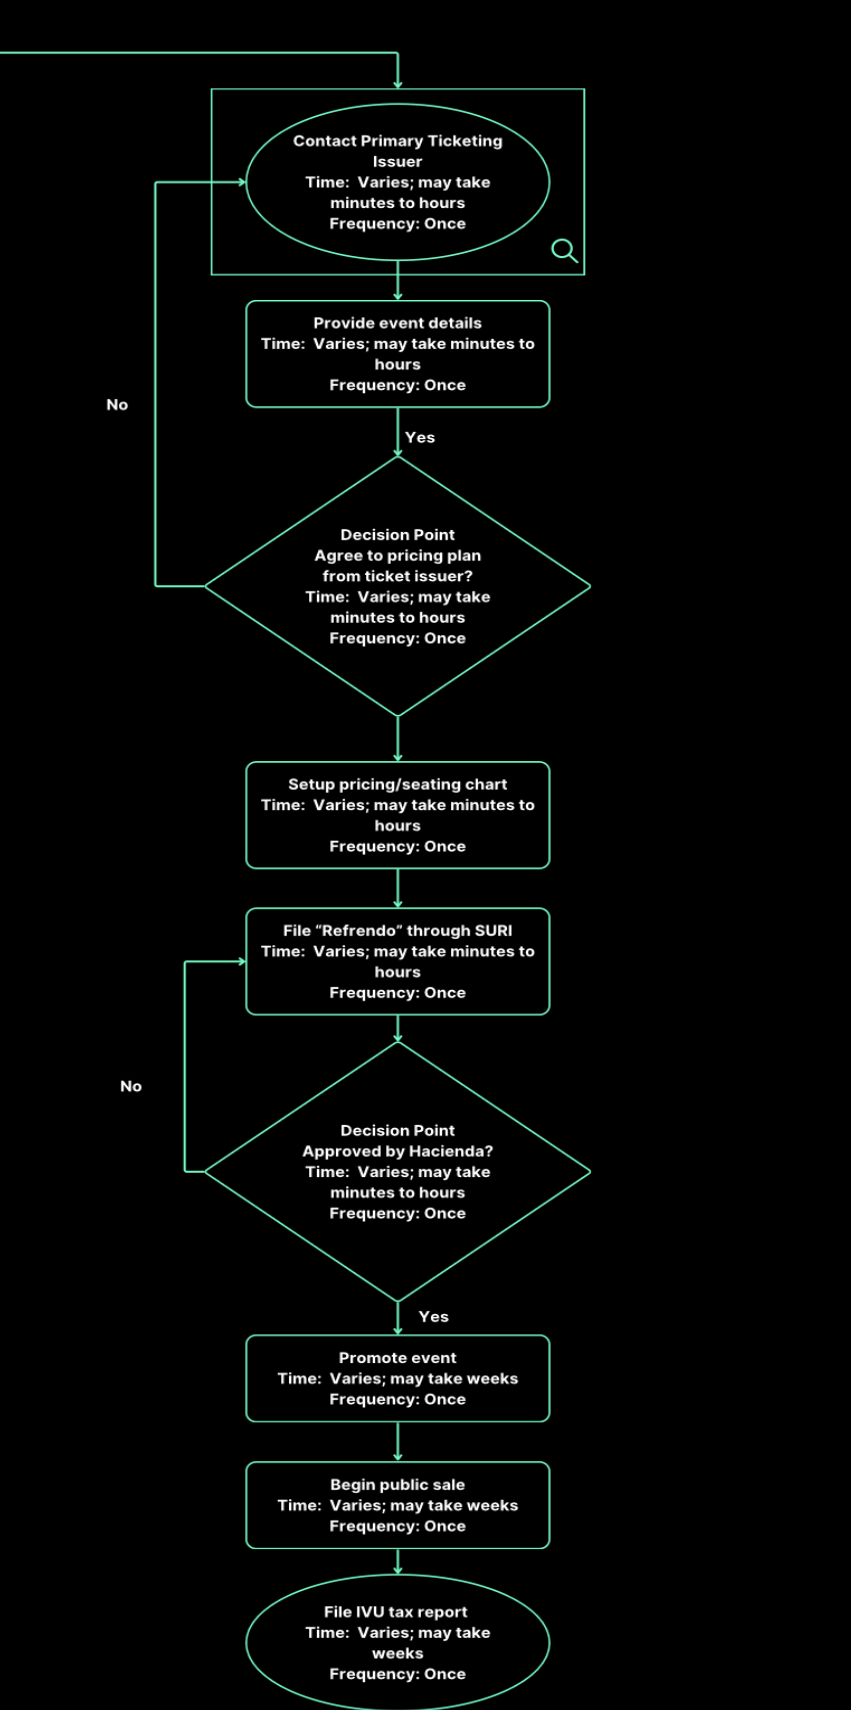 Contact Primary Ticketing
Issuer
Time:  Varies; may take
minutes to hours
Frequency: Once
Provide event details
Time:  Varies; may take minutes to
hours
Frequency: Once
No
Yes
Decision Point
Agree to pricing plan
from ticket issuer?
Time:  Varies; may take
minutes to hours
Frequency: Once
Setup pricing/seating chart
Time:  Varies; may take minutes to
hours
Frequency: Once
File “Refrendo” through SURI
Time:  Varies; may take minutes to
hours
Frequency: Once
No
Decision Point
Approved by Hacienda?
Time:  Varies; may take
minutes to hours
Frequency: Once
Yes
Promote event
Time:  Varies; may take weeks
Frequency: Once
Begin public sale
Time:  Varies; may take weeks
Frequency: Once
File IVU tax report
Time:  Varies; may take
weeks
Frequency: Once